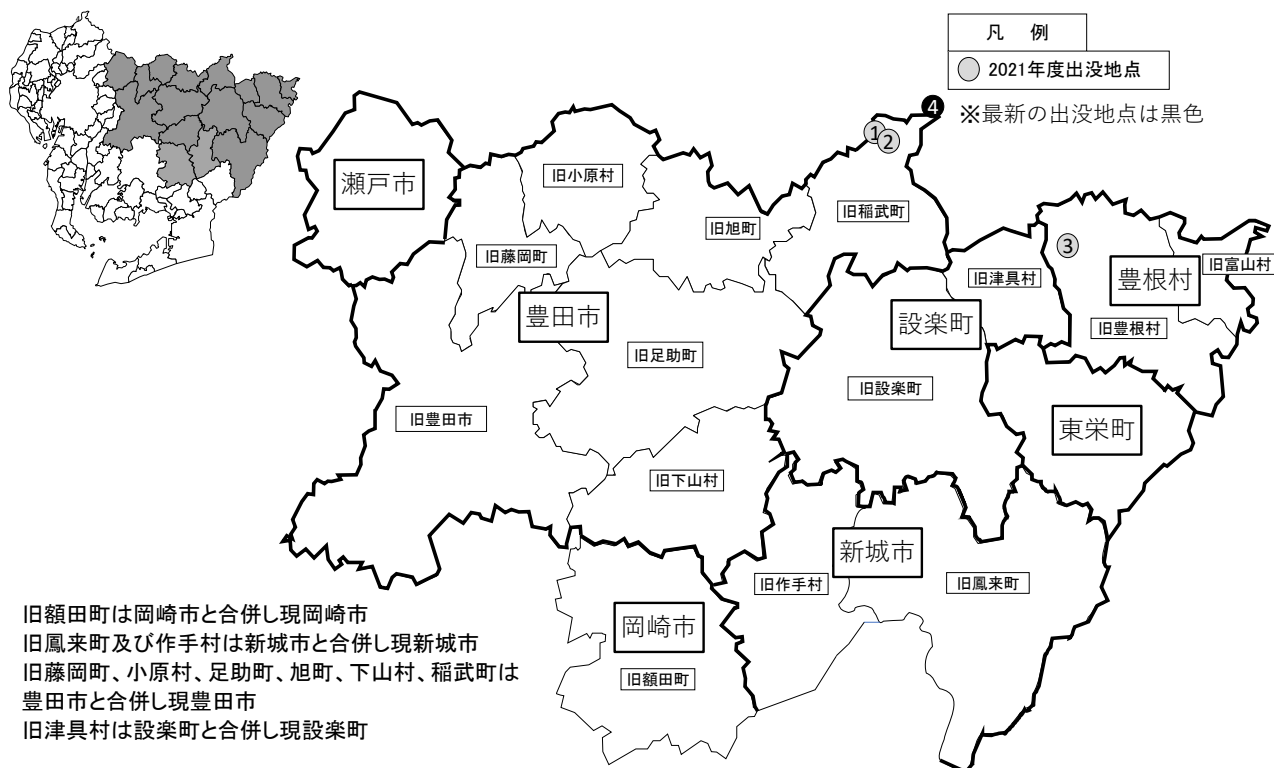 凡　例
2021年度出没地点
※最新の出没地点は黒色
4
1
2
瀬戸市
旧小原村
旧稲武町
旧旭町
旧藤岡町
3
旧富山村
旧津具村
豊根村
豊田市
設楽町
旧豊根村
旧足助町
旧設楽町
旧豊田市
東栄町
旧下山村
新城市
旧作手村
旧鳳来町
岡崎市
旧額田町
旧額田町は岡崎市と合併し現岡崎市
旧鳳来町及び作手村は新城市と合併し現新城市
旧藤岡町、小原村、足助町、旭町、下山村、稲武町は
豊田市と合併し現豊田市
旧津具村は設楽町と合併し現設楽町